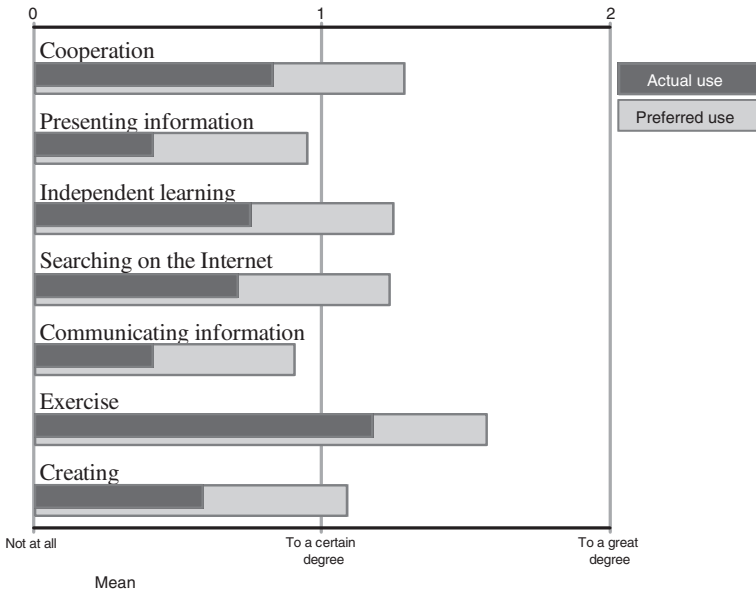 0 1 2
Cooperation
Actual use
Preferred use
Presenting information
Independent learning
Searching on the Internet
Communicating information
Exercise
Creating
Not at all
To a certain
degree
To a great
degree
Mean